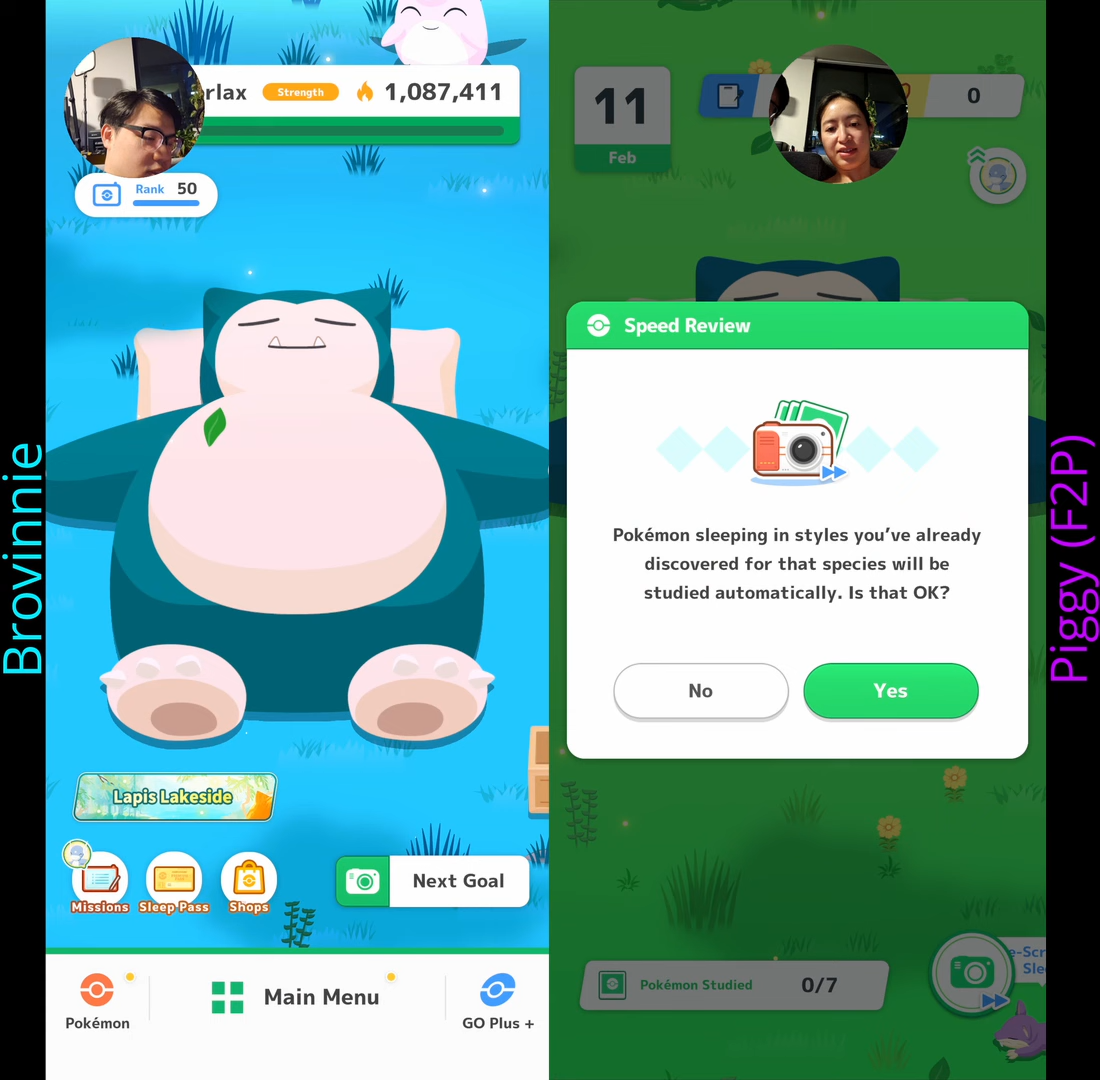 Brovinnie
rlax
Strength
1,087,411
Rank 50
Lapis Lakeside
Missions
Sleep Pass
Shops
Next Goal
Pokémon
Main Menu
GO Plus +
11
Feb
0
Speed Review
Pokémon sleeping in styles you’ve already
discovered for that species will be
studied automatically. Is that OK?
No
Yes
Pokémon Studied 0/7
e-Scr
Slee
Piggy (F2P)